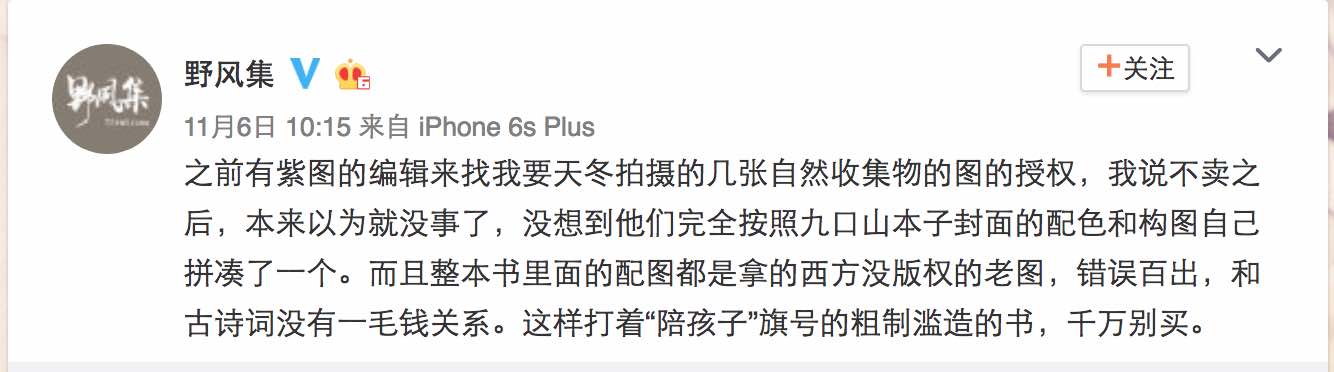 野风集
关注
11月6日 10:15 来自 iPhone 6s Plus
之前有紫图的编辑来找我要天冬拍摄的几张自然收集物的图的授权，我说不卖之
后，本来以为就没事了，没想到他们完全按照九口山本子封面的配色和构图自己
拼凑了一个。而且整本书里面的配图都是拿的西方没版权的老图，错误百出，和
古诗词没有一毛钱关系。这样打着“陪孩子”旗号的粗制滥造的书，千万别买。
野风集